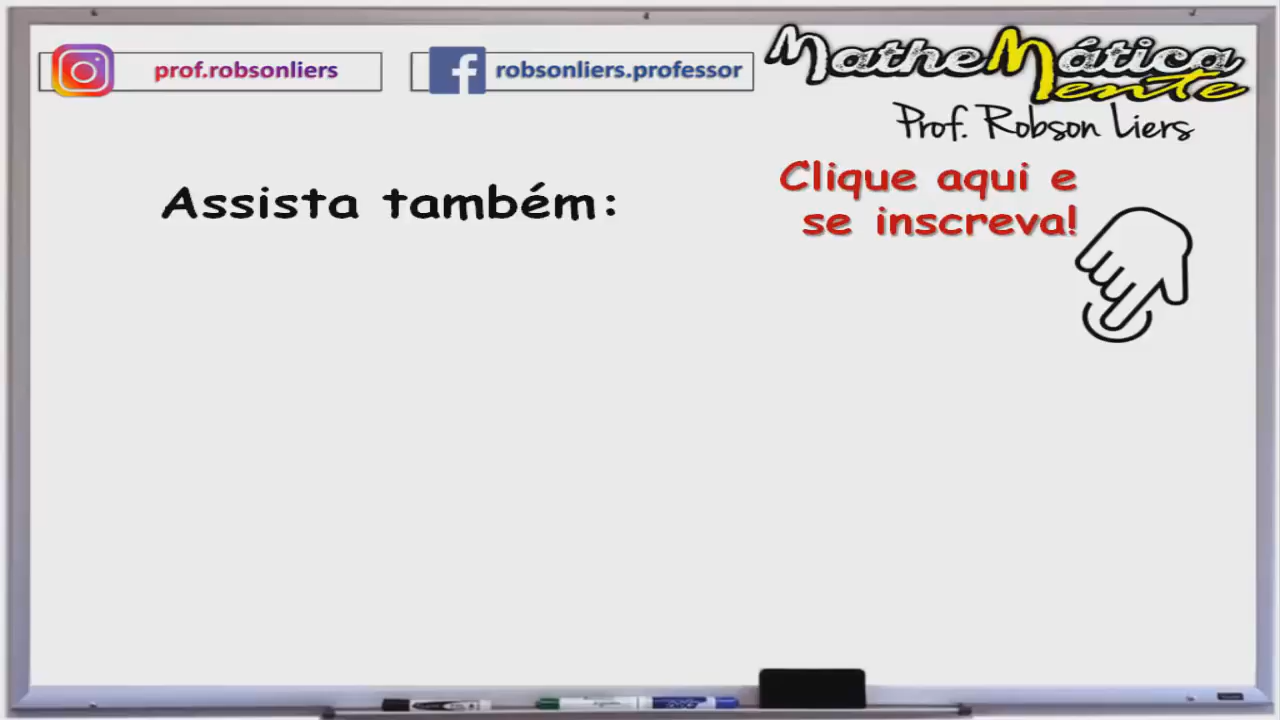 prof.robsonliers
robsonliers.professor
MatheMática
Mente
Prof. Robson Liers
Assista também:
Clique aqui e
se inscreva!